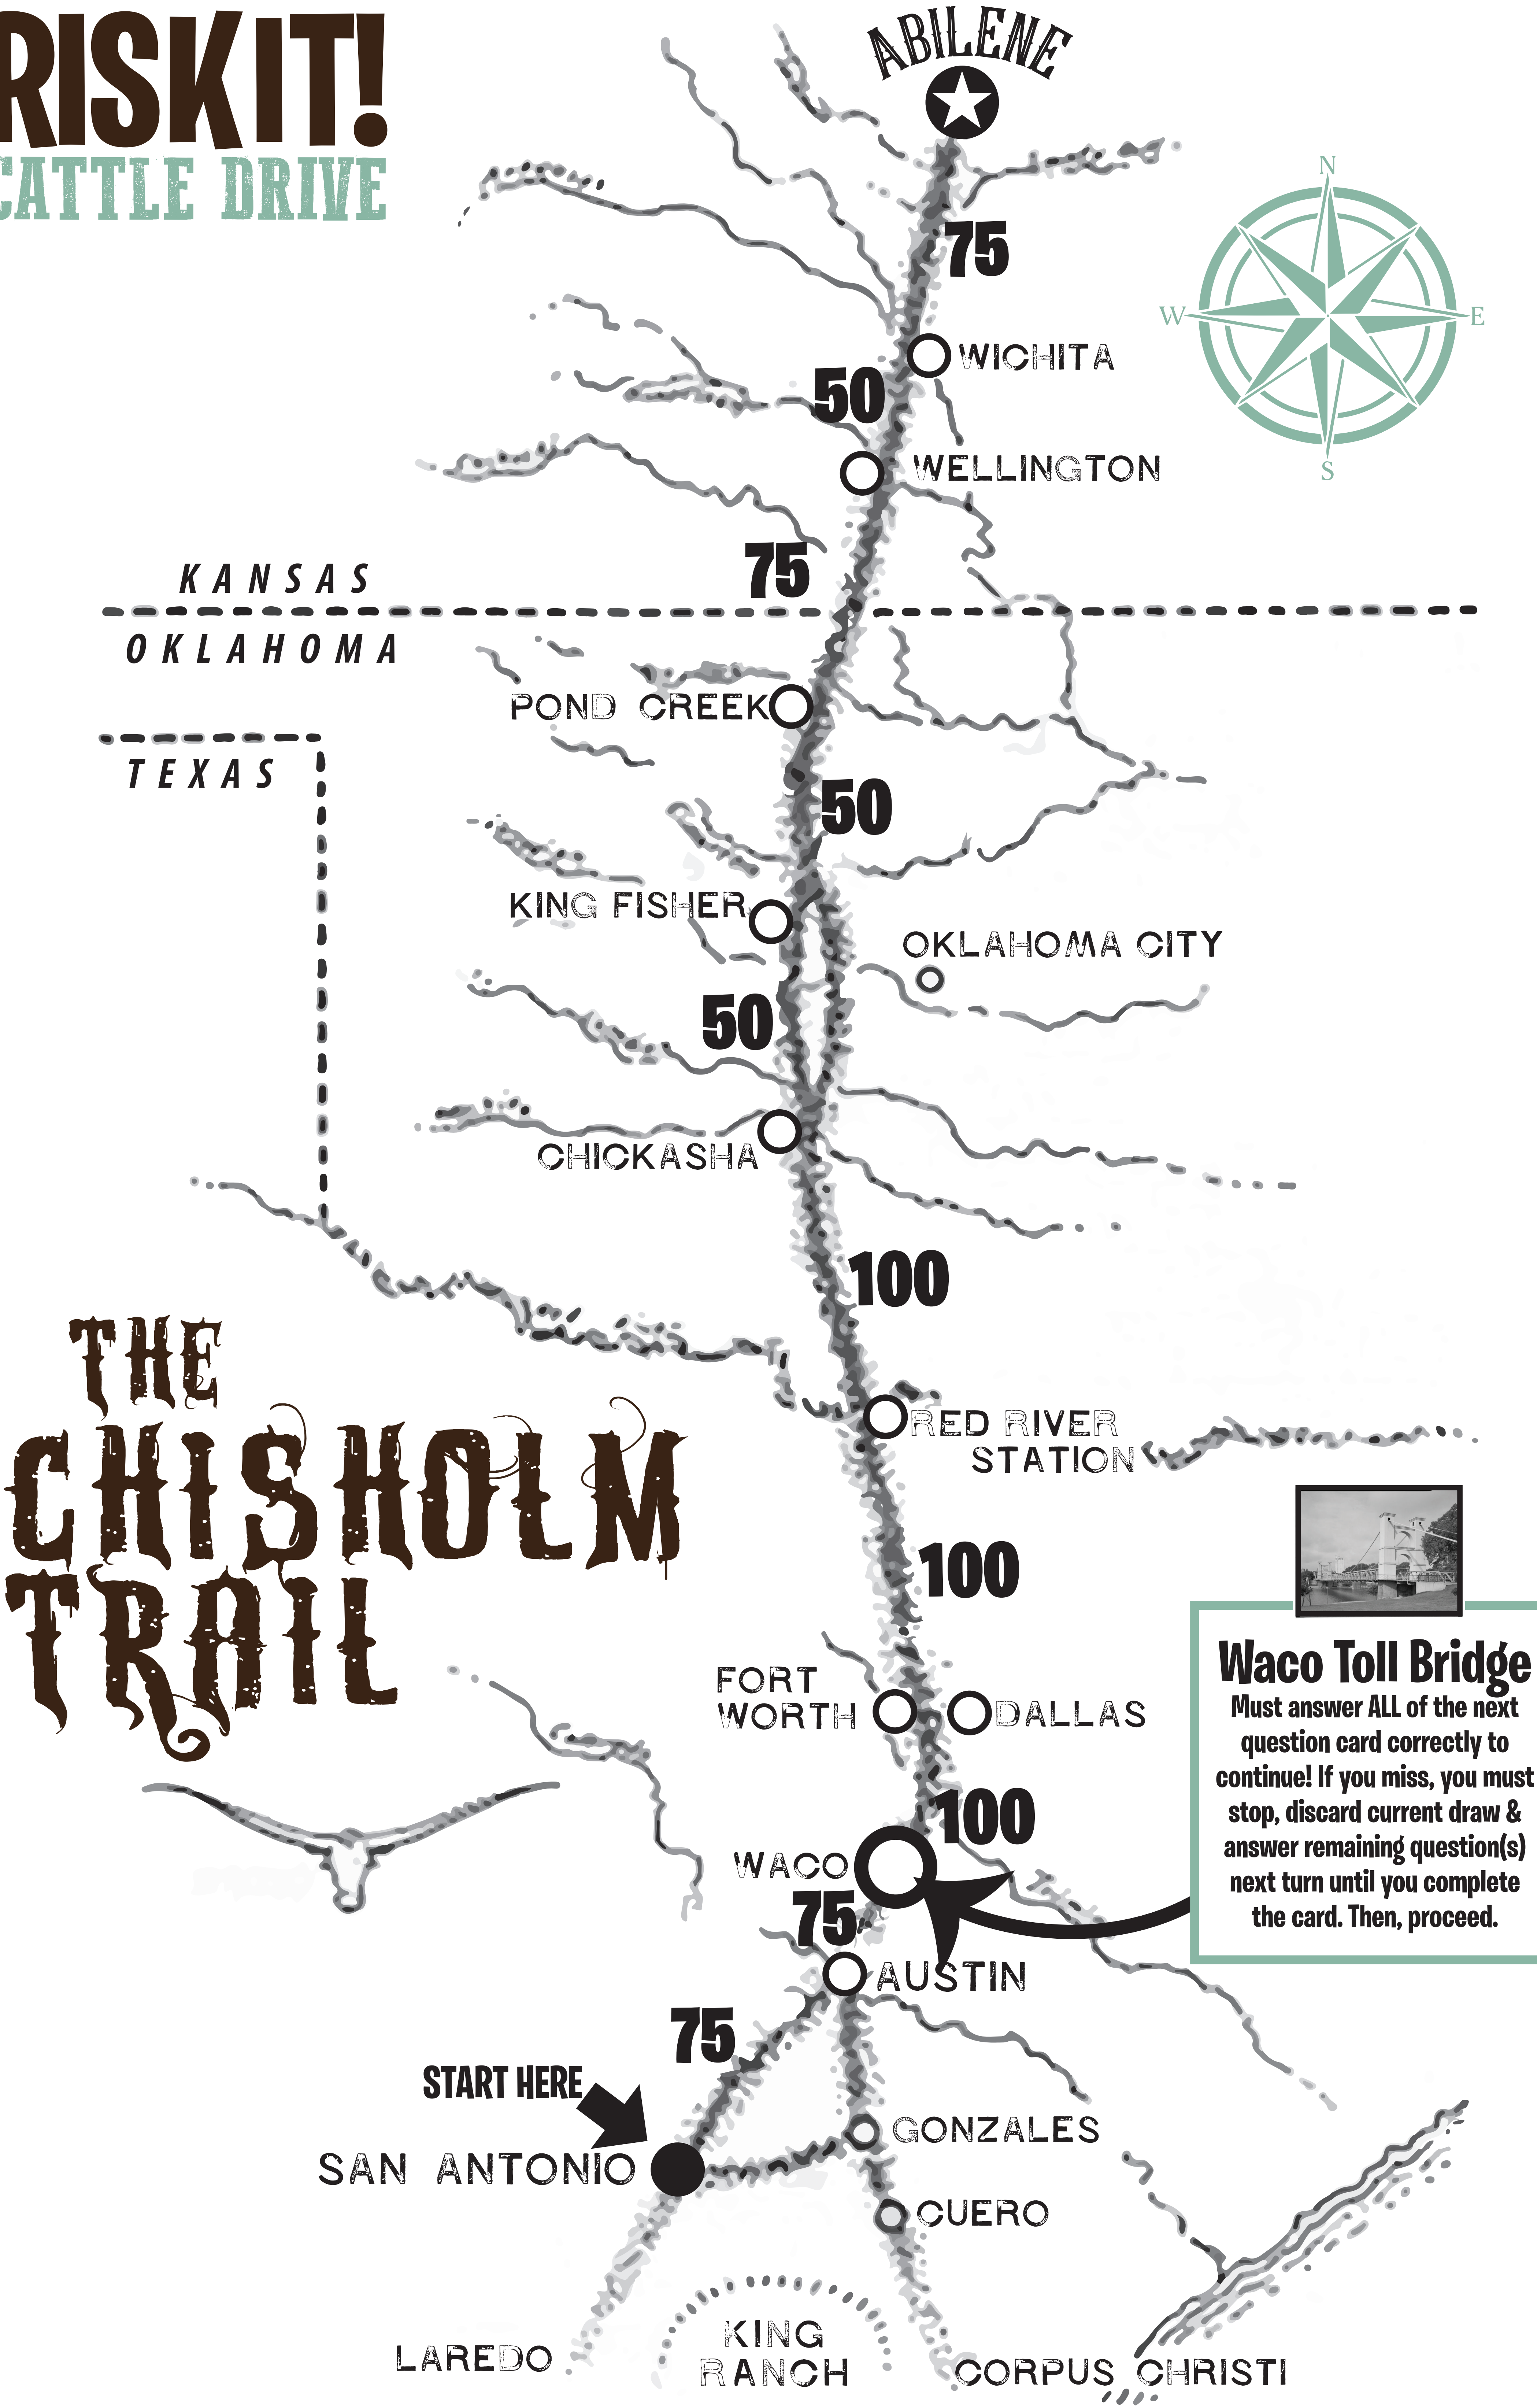 RISK IT!
CATTLE DRIVE
ABILENE
N
W
E
S
75
WICHITA
50
WELLINGTON
75
KANSAS
OKLAHOMA
POND CREEK
TEXAS
50
KING FISHER
OKLAHOMA CITY
50
CHICKASHA
100
THE
CHISHOLM
TRAIL
RED RIVER
STATION
100
FORT
WORTH
DALLAS
Waco Toll Bridge
Must answer ALL of the next
question card correctly to
continue! If you miss, you must
stop, discard current draw &
answer remaining question(s)
next turn until you complete
the card. Then, proceed.
100
WACO
75
AUSTIN
75
START HERE
GONZALES
SAN ANTONIO
CUERO
KING
RANCH
LAREDO
CORPUS CHRISTI